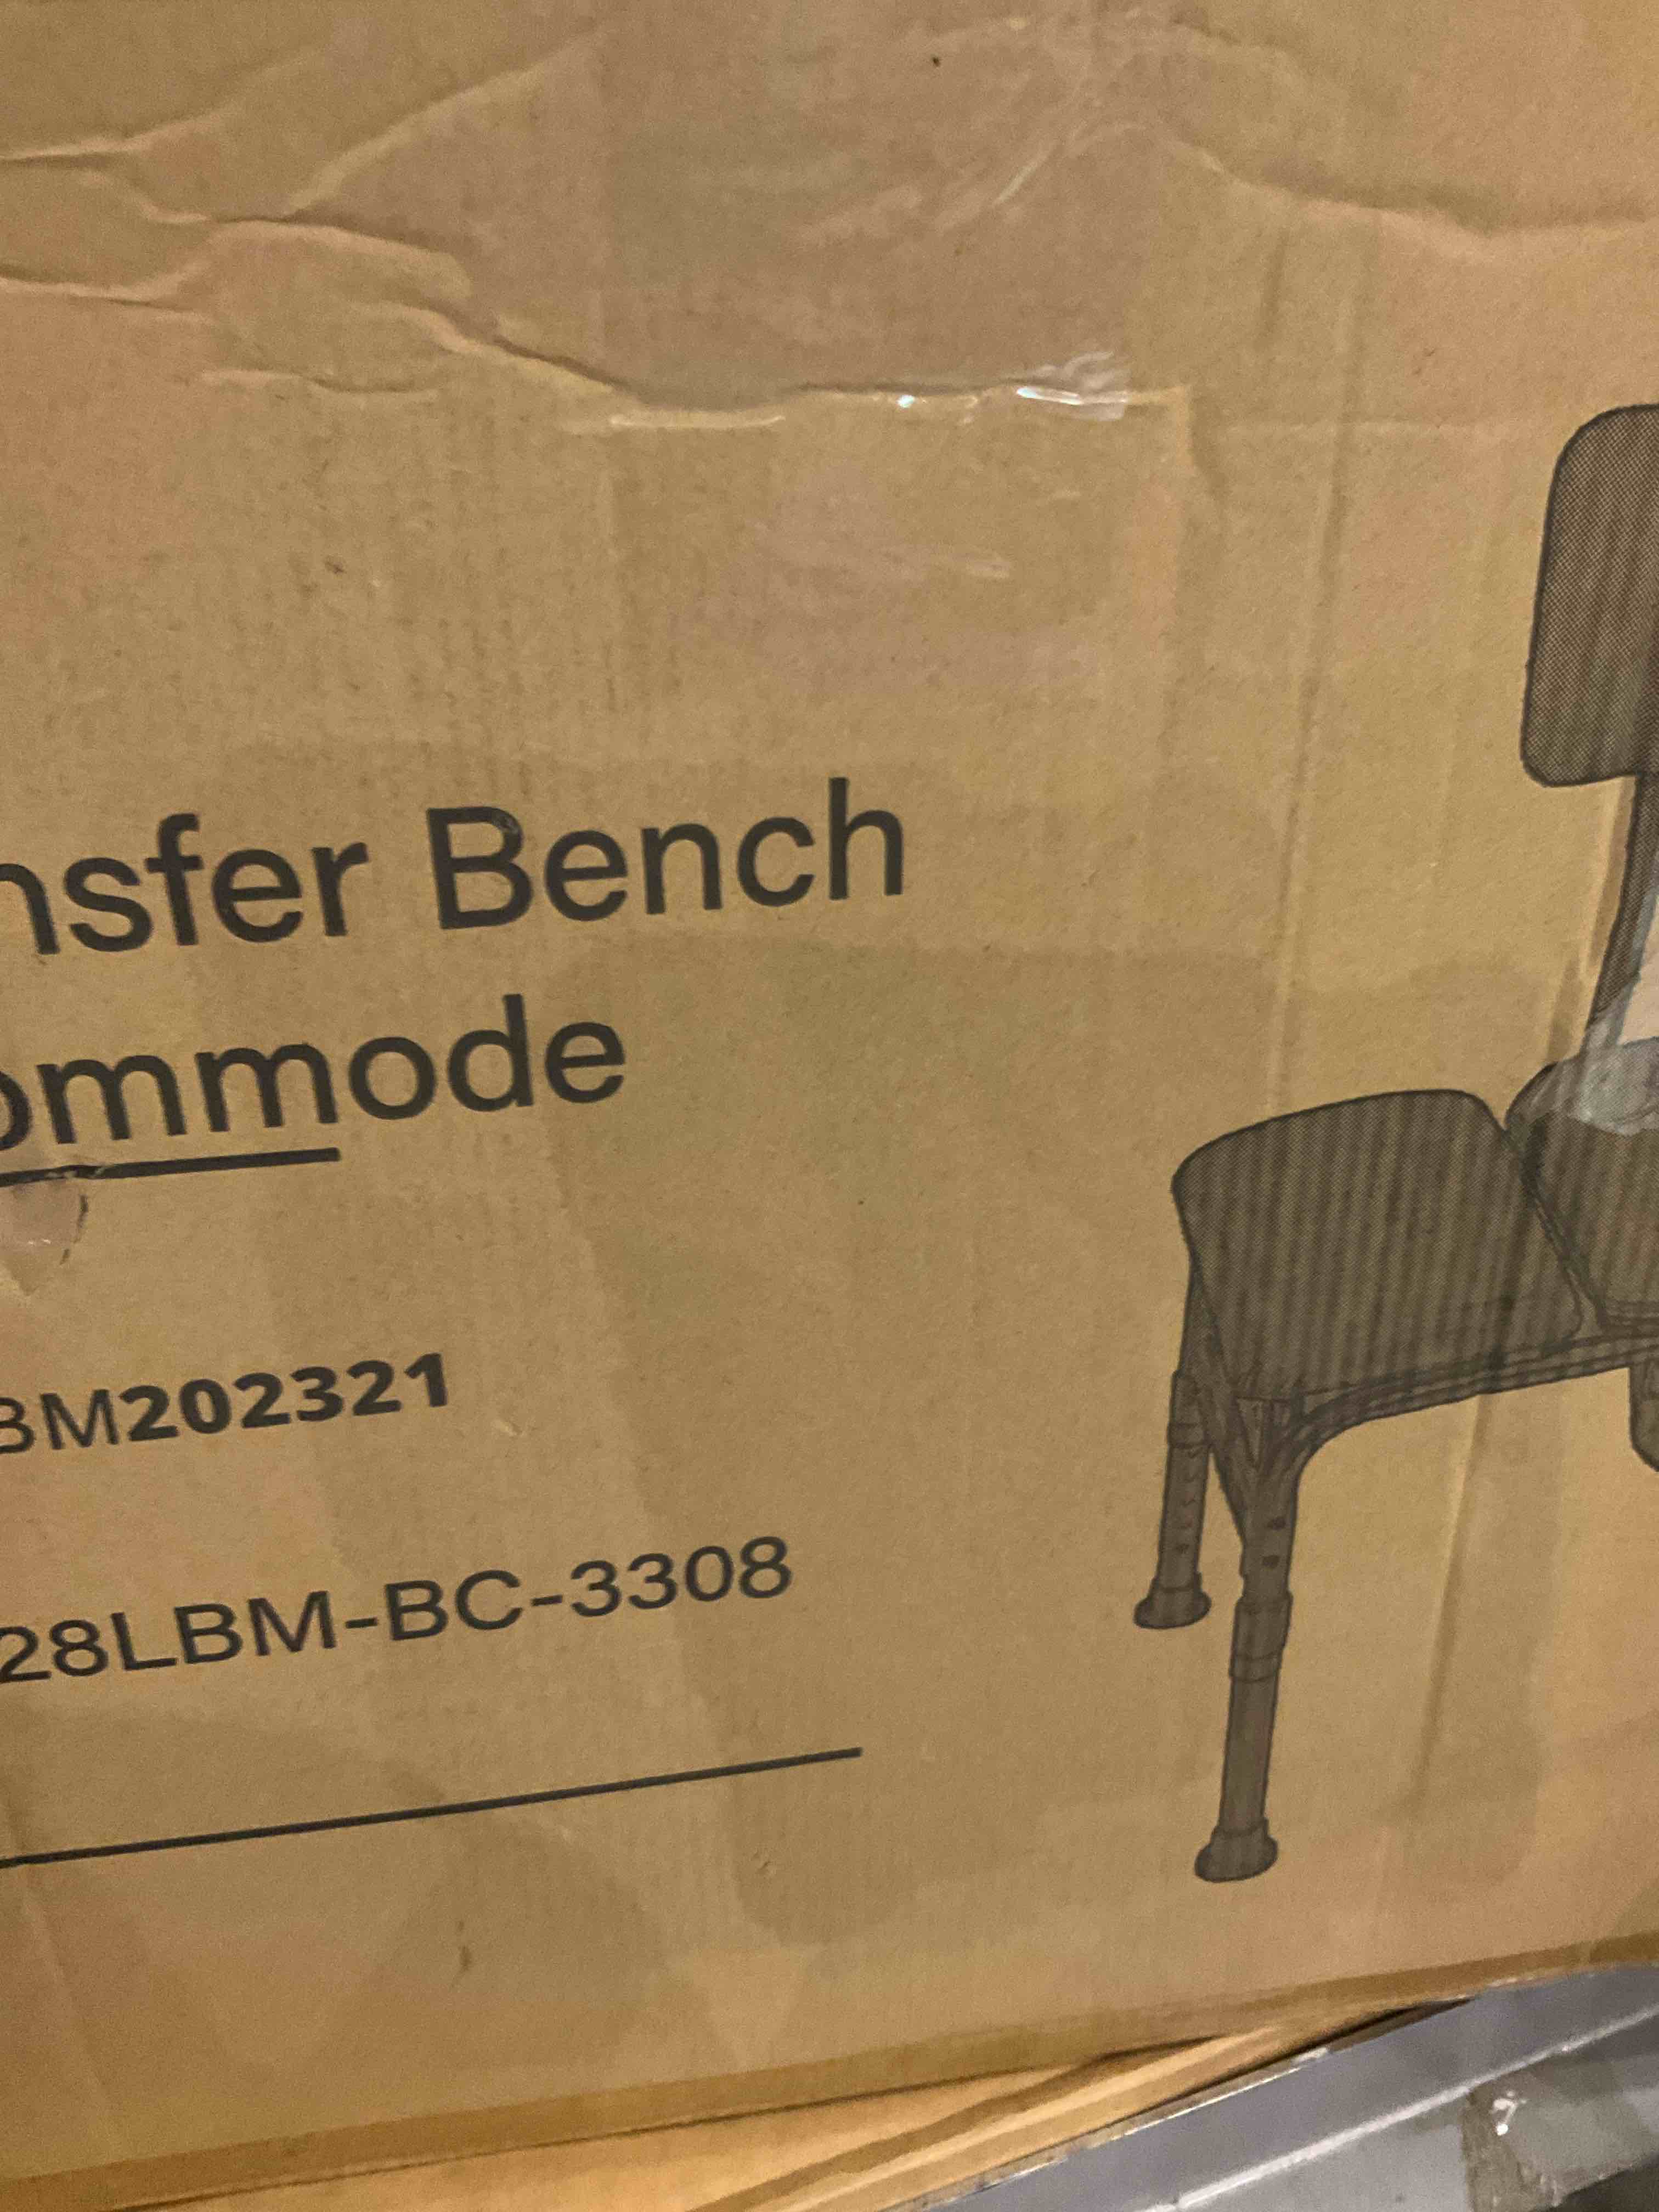 nsfer Bench
ommode
BM202321
28LBM-BC-3308